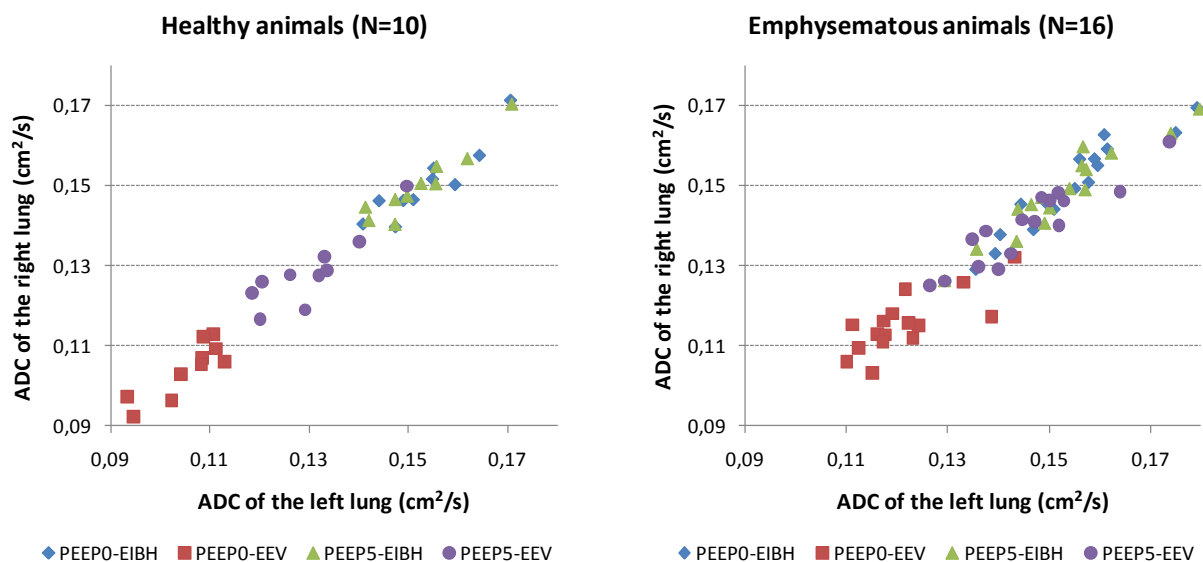 Healthy animals (N=10)
ADC of the right lung (cm²/s)
0,17
0,15
0,13
0,11
0,09
0,09 0,11 0,13 0,15 0,17
ADC of the left lung (cm²/s)
PEEP0-EIBH PEEP0-EEV PEEP5-EIBH PEEP5-EEV
Emphysematous animals (N=16)
ADC of the right lung (cm²/s)
0,17
0,15
0,13
0,11
0,09
0,09 0,11 0,13 0,15 0,17
ADC of the left lung (cm²/s)
PEEP0-EIBH PEEP0-EEV PEEP5-EIBH PEEP5-EEV